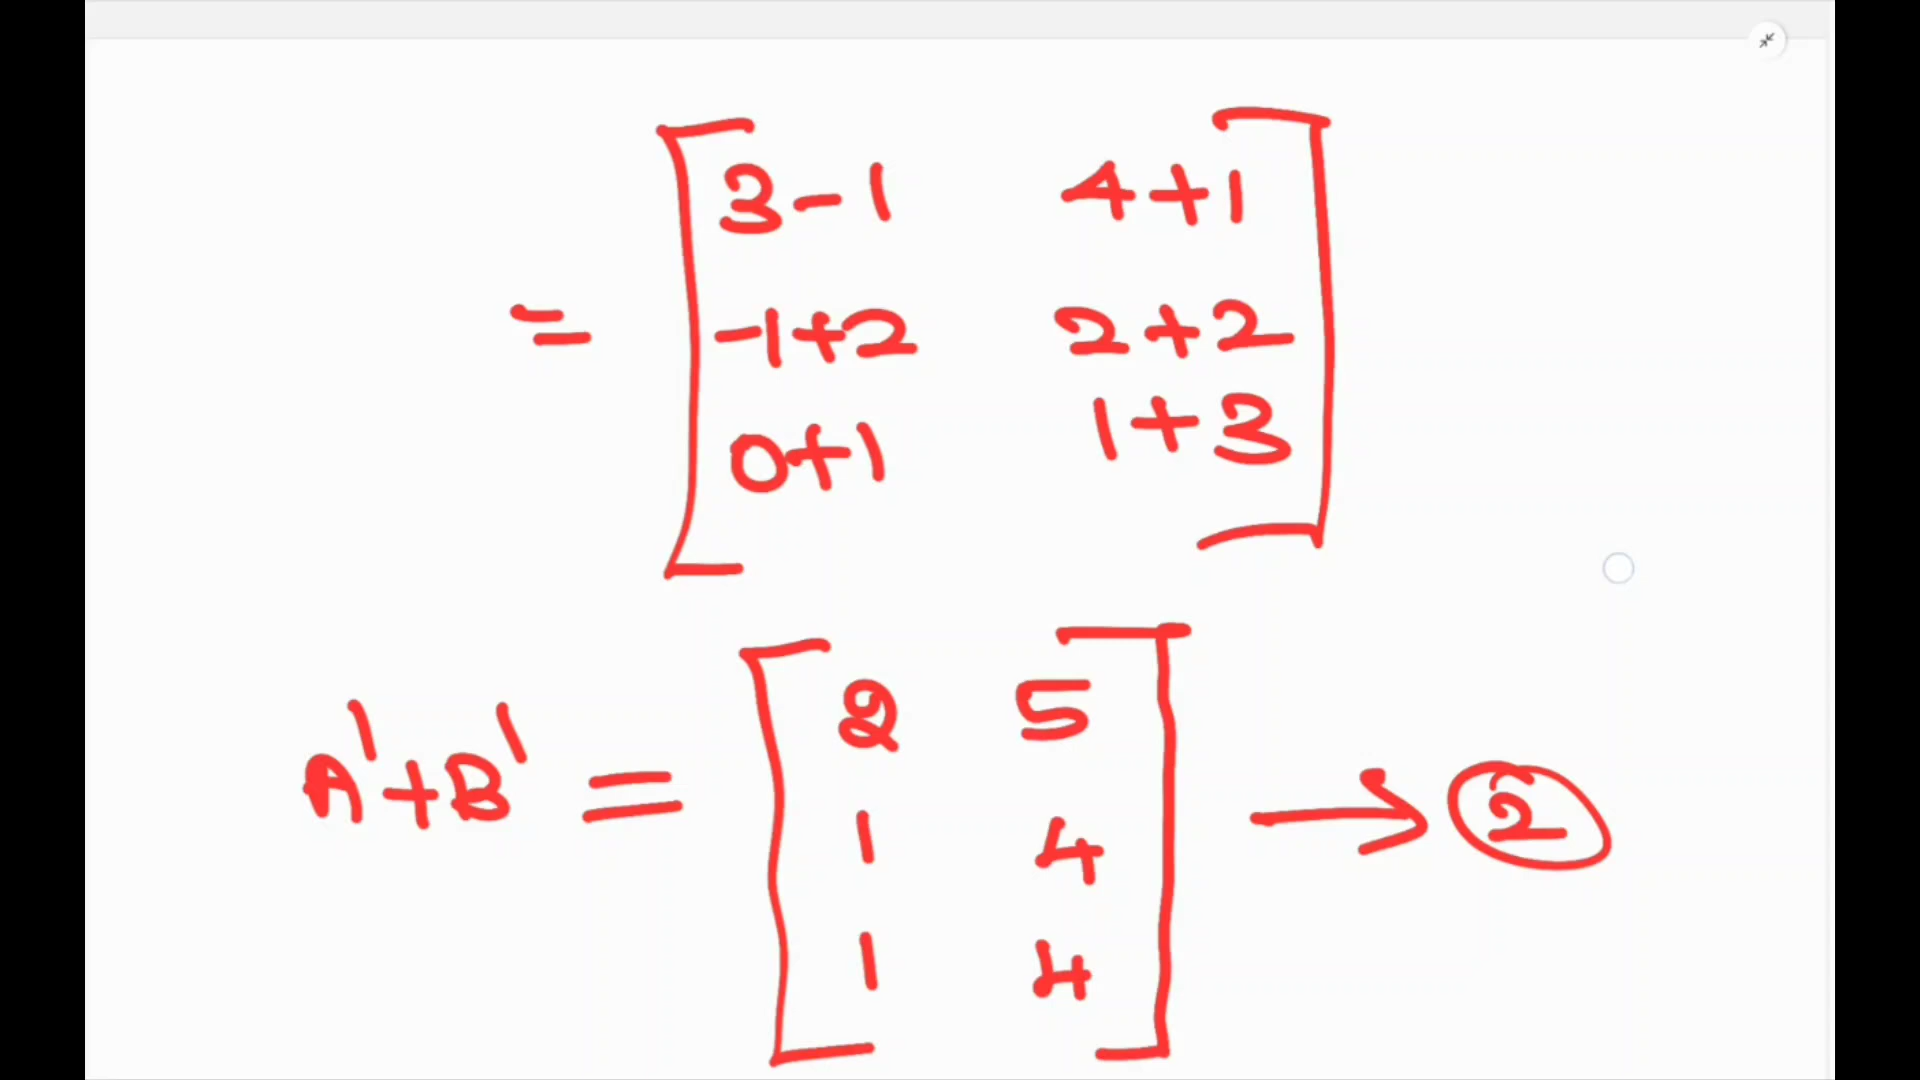 3-1 4+1
= -1+2 2+2
0+1 1+3
2 5
A'+B' = 1 4 → 2
1 4